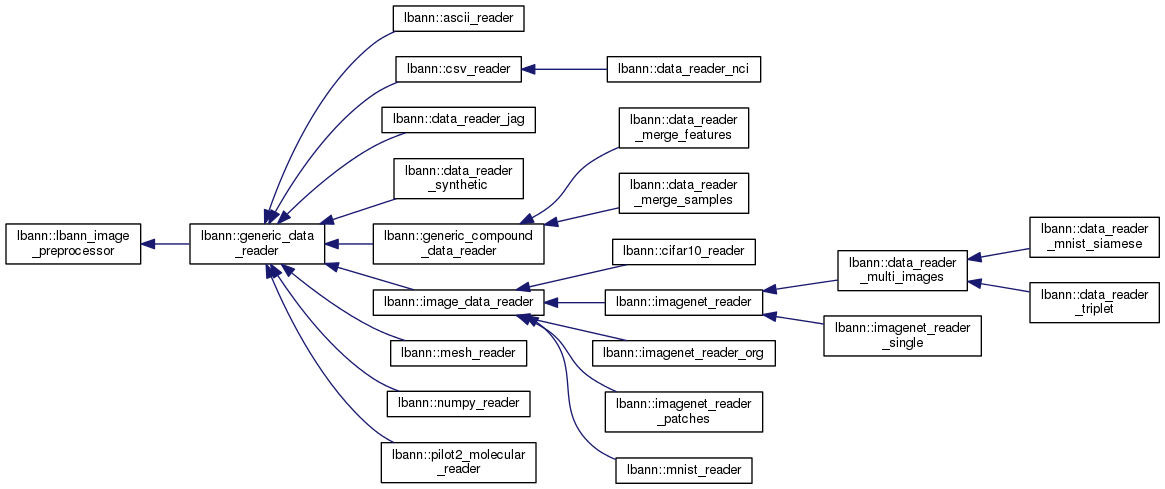 lbann::ascii_reader
lbann::csv_reader
lbann::data_reader_nci
lbann::data_reader_jag
lbann::data_reader
_merge_features
lbann::data_reader
_synthetic
lbann::data_reader
_merge_samples
lbann::lbann_image
_preprocessor
lbann::generic_data
_reader
lbann::generic_compound
_data_reader
lbann::cifar10_reader
lbann::data_reader
_mnist_siamese
lbann::data_reader
_multi_images
lbann::image_data_reader
lbann::imagenet_reader
lbann::data_reader
_triplet
lbann::imagenet_reader
_single
lbann::mesh_reader
lbann::imagenet_reader_org
lbann::numpy_reader
lbann::imagenet_reader
_patches
lbann::pilot2_molecular
_reader
lbann::mnist_reader